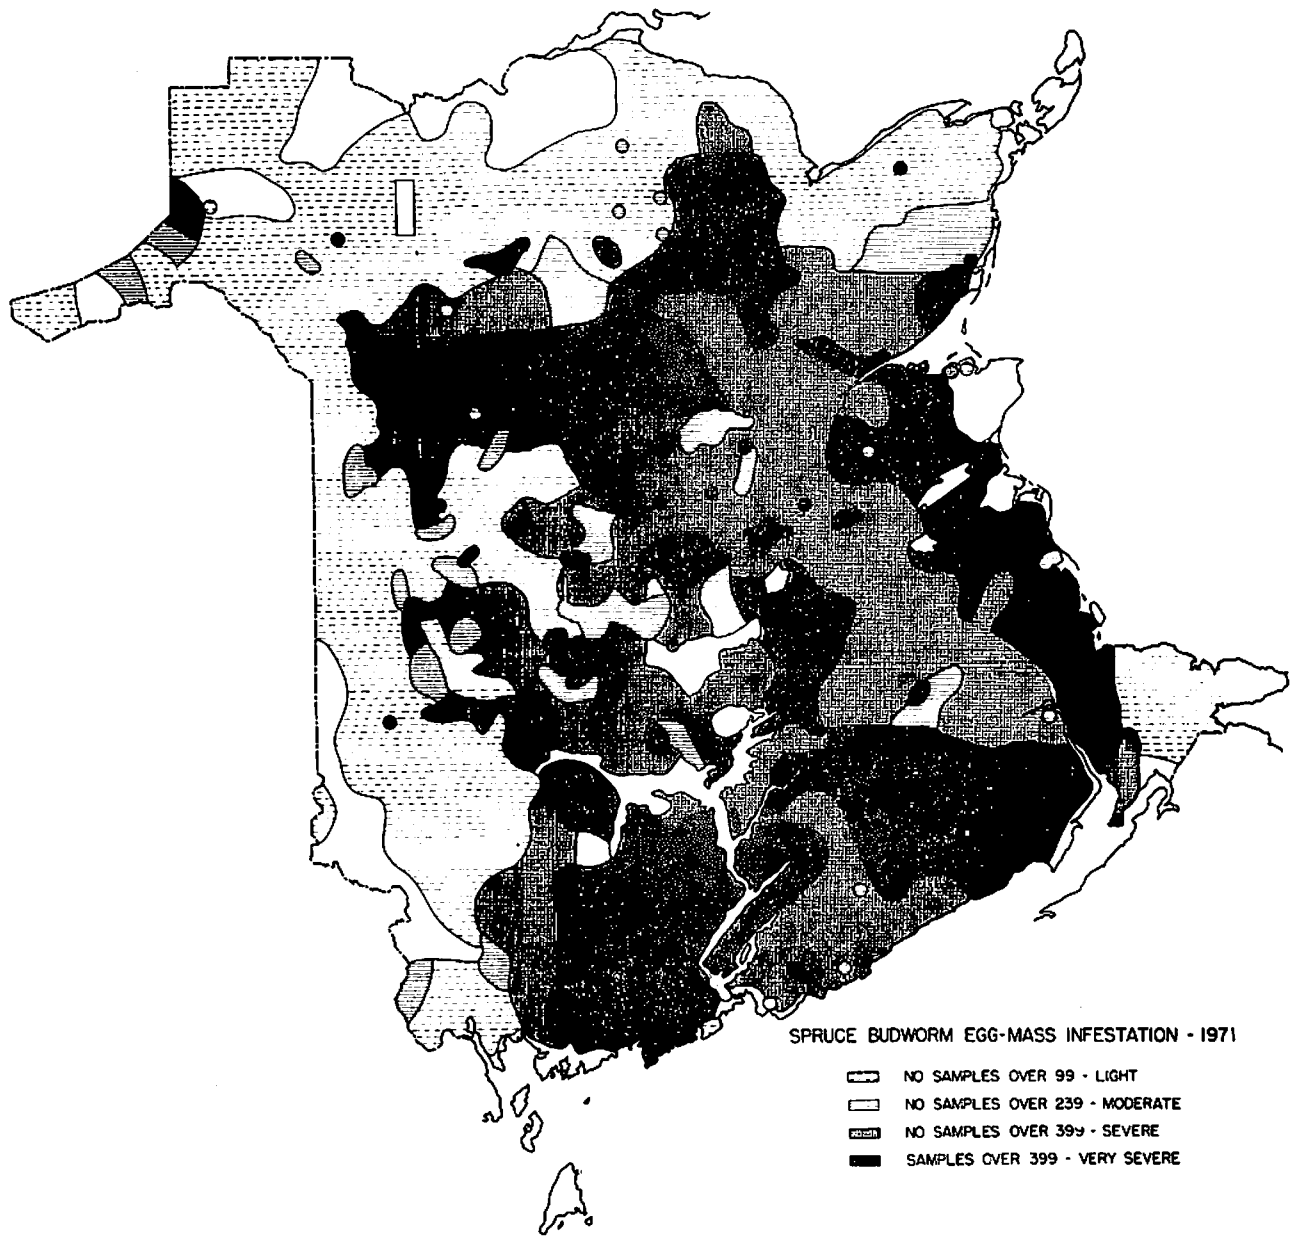 SPRUCE BUDWORM EGG-MASS INFESTATION - 1971
NO SAMPLES OVER 99 - LIGHT
NO SAMPLES OVER 239 - MODERATE
NO SAMPLES OVER 399 - SEVERE
SAMPLES OVER 399 - VERY SEVERE